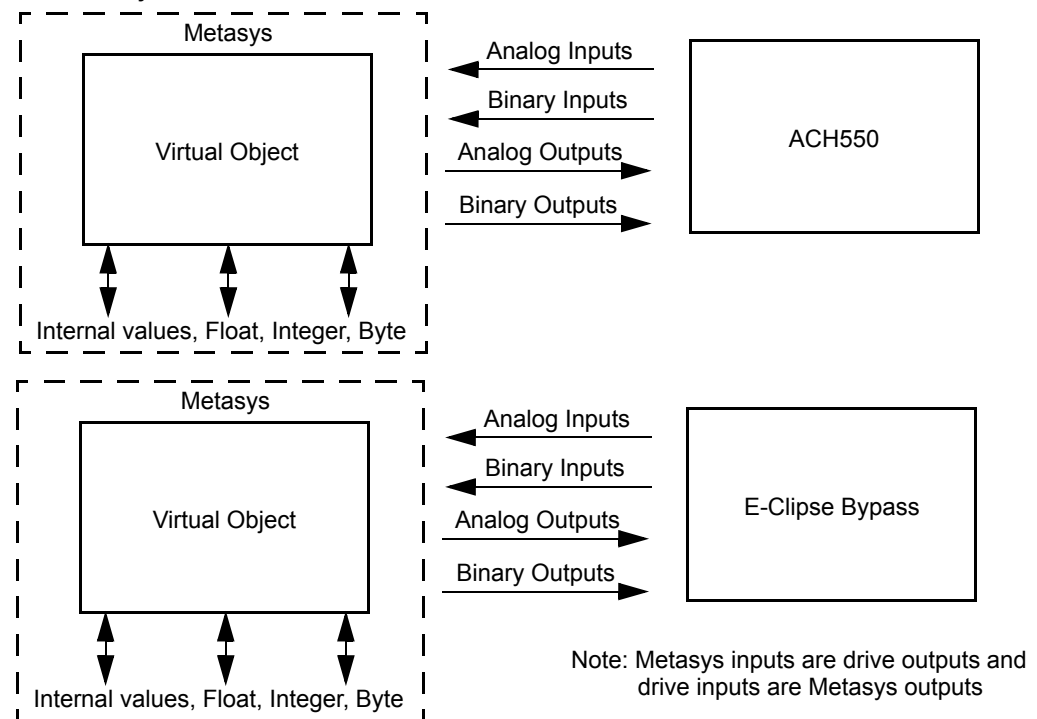 Metasys
Virtual Object
Internal values, Float, Integer, Byte
Analog Inputs
Binary Inputs
Analog Outputs
Binary Outputs
ACH550
Metasys
Virtual Object
Internal values, Float, Integer, Byte
Analog Inputs
Binary Inputs
Analog Outputs
Binary Outputs
E-Clipse Bypass
Note: Metasys inputs are drive outputs and
drive inputs are Metasys outputs